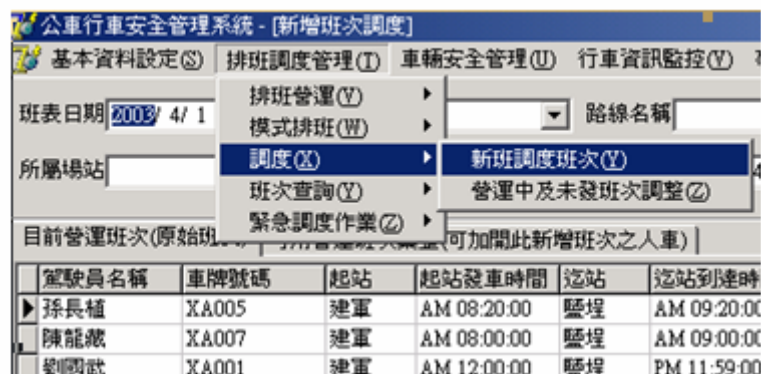 公車行車安全管理系統 - [新增班次調度]
基本資料設定(S) 排班調度管理(T) 車輛安全管理(U) 行車資訊監控(V)
班表日期 2003/ 4/ 1 路線名稱
排班營運(V)
模式排班(W)
所屬場站
調度(X) 新班調度班次(Y)
班次查詢(Y) 營運中及未發班次調整(Z)
緊急調度作業(Z)
目前營運班次(原始班 (可加開此新增班次之人車)
駕駛員名稱 車牌號碼 起站 起站發車時間 迄站 迄站到達時
孫長植 XA005 建軍 AM 08:20:00 鹽埕 AM 09:20:00
陳龍藏 XA007 建軍 AM 08:00:00 鹽埕 AM 09:00:00
劉國武 XA001 建軍 AM 12:00:00 鹽埕 PM 11:59:00